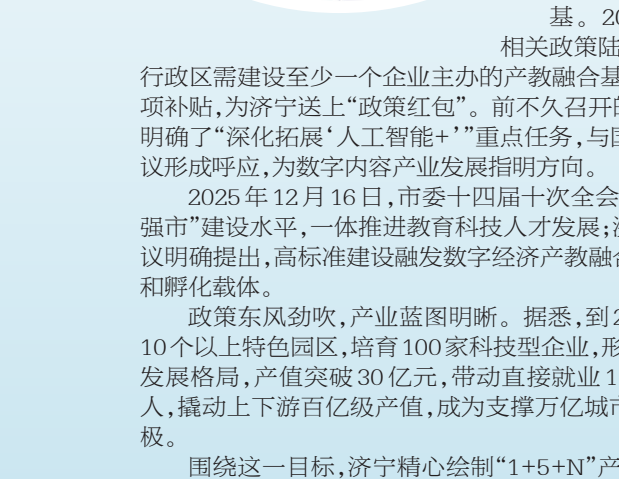 基。20
相关政策陆
行政区需建设至少一个企业主办的产教融合基
项补贴,为济宁送上“政策红包”。前不久召开的
明确了“深化拓展‘人工智能+’”重点任务,与国
议形成呼应,为数字内容产业发展指明方向。
2025年12月16日,市委十四届十次全会
强市”建设水平,一体推进教育科技人才发展;
议明确提出,高标准建设融发数字经济产教融合
和孵化载体。
政策东风劲吹,产业蓝图明晰。据悉,到2
10个以上特色园区,培育100家科技型企业,形
发展格局,产值突破30亿元,带动直接就业1
人,撬动上下游百亿级产值,成为支撑万亿城市
极。
围绕这一目标,济宁精心绘制“1+5+N”产